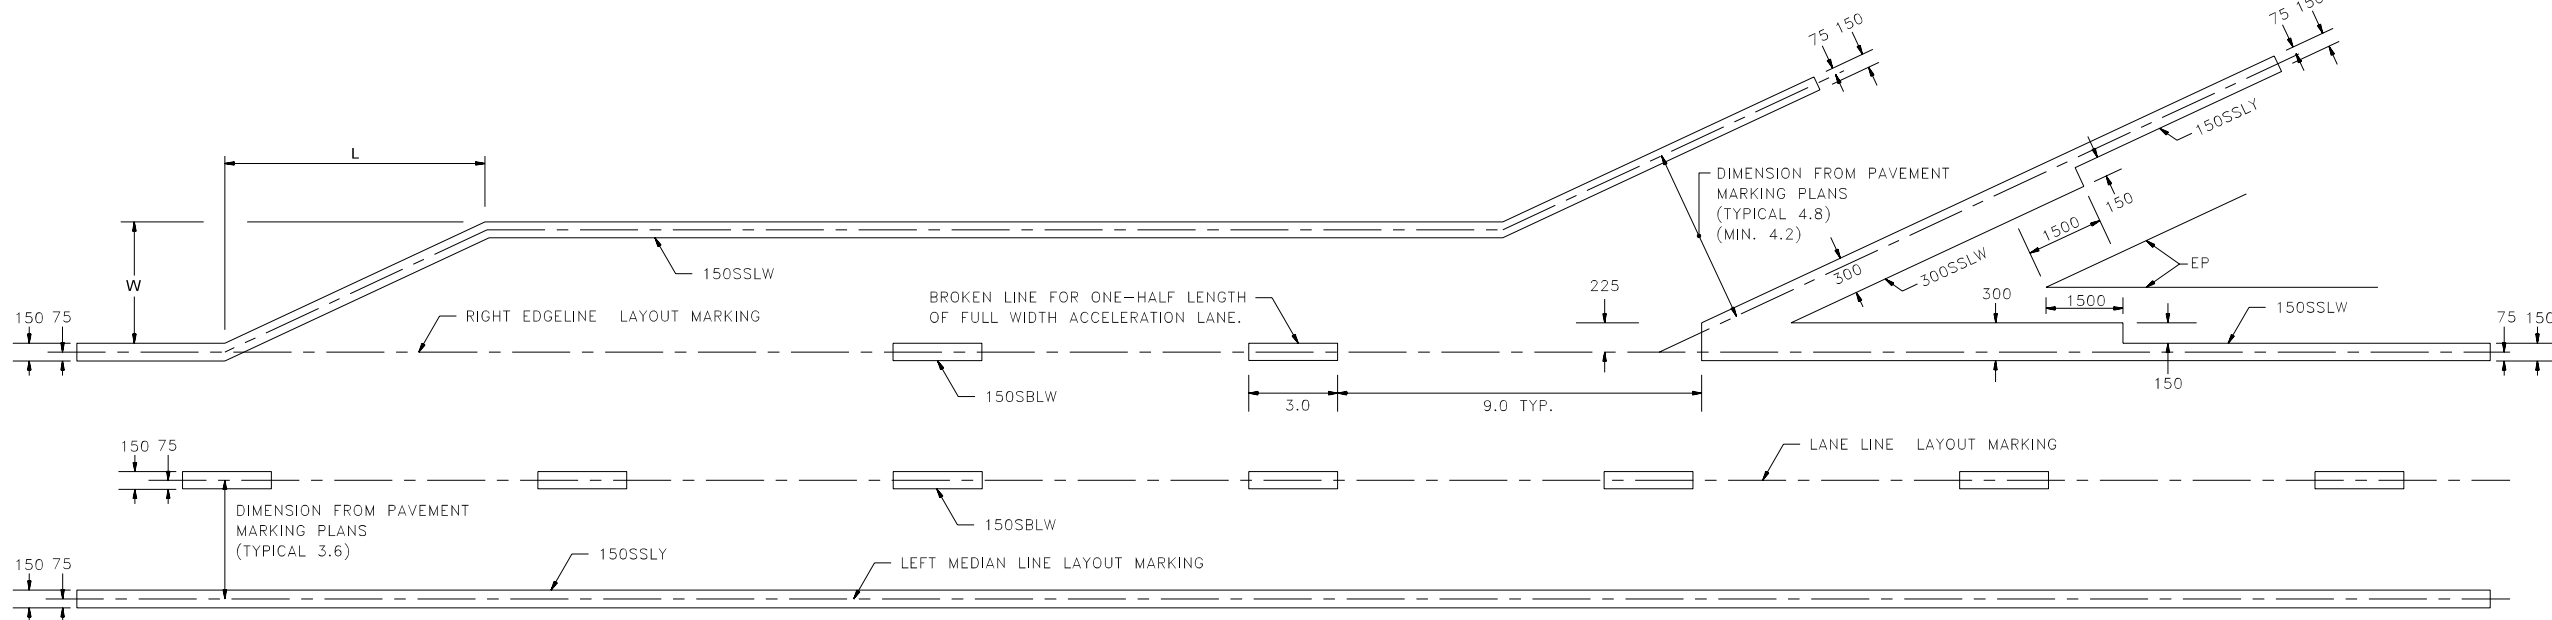 75 150
75 150
L
W
150 75
150SSLW
RIGHT EDGELINE LAYOUT MARKING
BROKEN LINE FOR ONE-HALF LENGTH
OF FULL WIDTH ACCELERATION LANE.
DIMENSION FROM PAVEMENT
MARKING PLANS
(TYPICAL 4.8)
(MIN. 4.2)
150SSLY
150
1500
300SSLW
300
EP
225
300
1500
150SSLW
75 150
150
150SBLW
3.0
9.0 TYP.
150 75
LANE LINE LAYOUT MARKING
DIMENSION FROM PAVEMENT
MARKING PLANS
(TYPICAL 3.6)
150SBLW
150 75
150SSLY
LEFT MEDIAN LINE LAYOUT MARKING